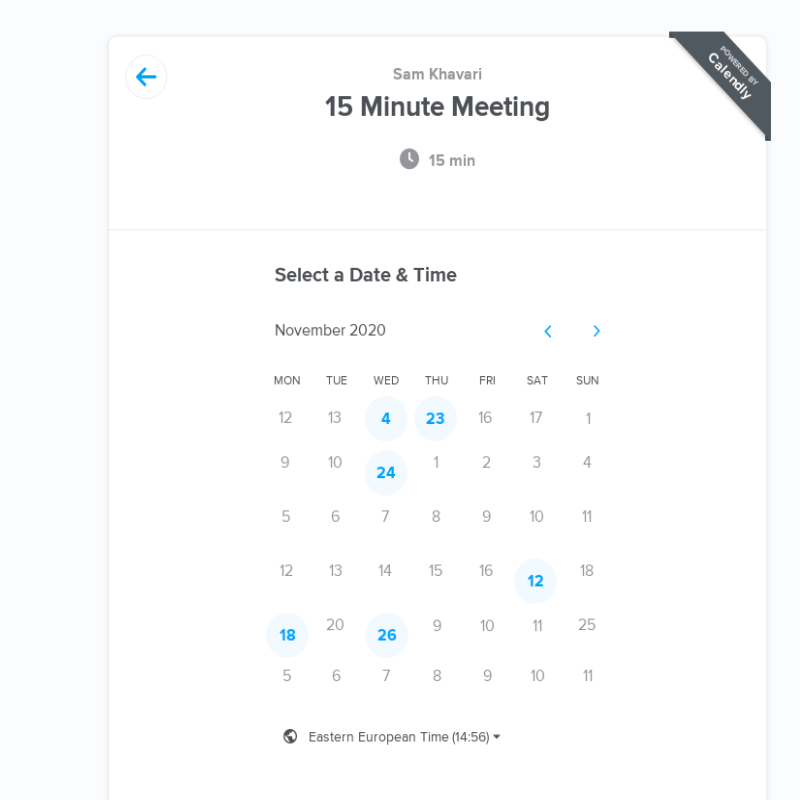 POWERED BY
Calendly
Sam Khavari
15 Minute Meeting
15 min
Select a Date & Time
November 2020
MON TUE WED THU FRI SAT SUN
12 13 4 23 16 17 1
9 10 24 1 2 3 4
5 6 7 8 9 10 11
12 13 14 15 16 12 18
18 20 26 9 10 11 25
5 6 7 8 9 10 11
Eastern European Time (14:56)